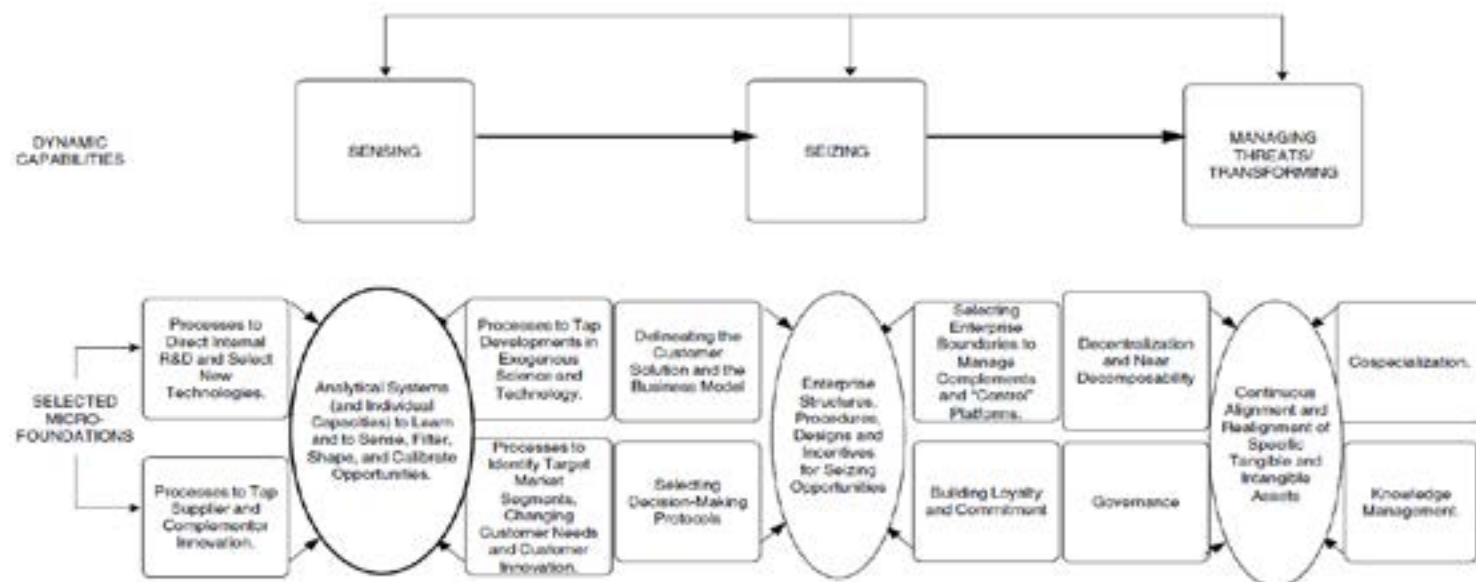 DYNAMIC
CAPABILITIES
SENSING
SEIZING
MANAGING
THREATS/
TRANSFORMING
SELECTED
MICRO-
FOUNDATIONS
Processes to
Direct Internal
R&D and Select
New
Technologies.
Processes to Tap
Supplier and
Complementor
Innovation.
Analytical Systems
(and Individual
Capacities) to Learn
and to Sense, Filter,
Shape, and Calibrate
Opportunities.
Processes to Tap
Developments in
Exogenous
Science and
Technology.
Processes to
Identify Target
Market
Segments,
Changing
Customer Needs
and Customer
Innovation.
Delineating the
Customer
Solution and the
Business Model
Selecting
Decision-Making
Protocols
Enterprise
Structures,
Procedures,
Designs and
Incentives
for Seizing
Opportunities
Selecting
Enterprise
Boundaries to
Manage
Complements
and "Control"
Platforms.
Building Loyalty
and Commitment
Decentralization
and Near
Decomposability
Governance
Continuous
Alignment and
Realignment of
Specific
Tangible and
Intangible
Assets
Cospecialization.
Knowledge
Management.